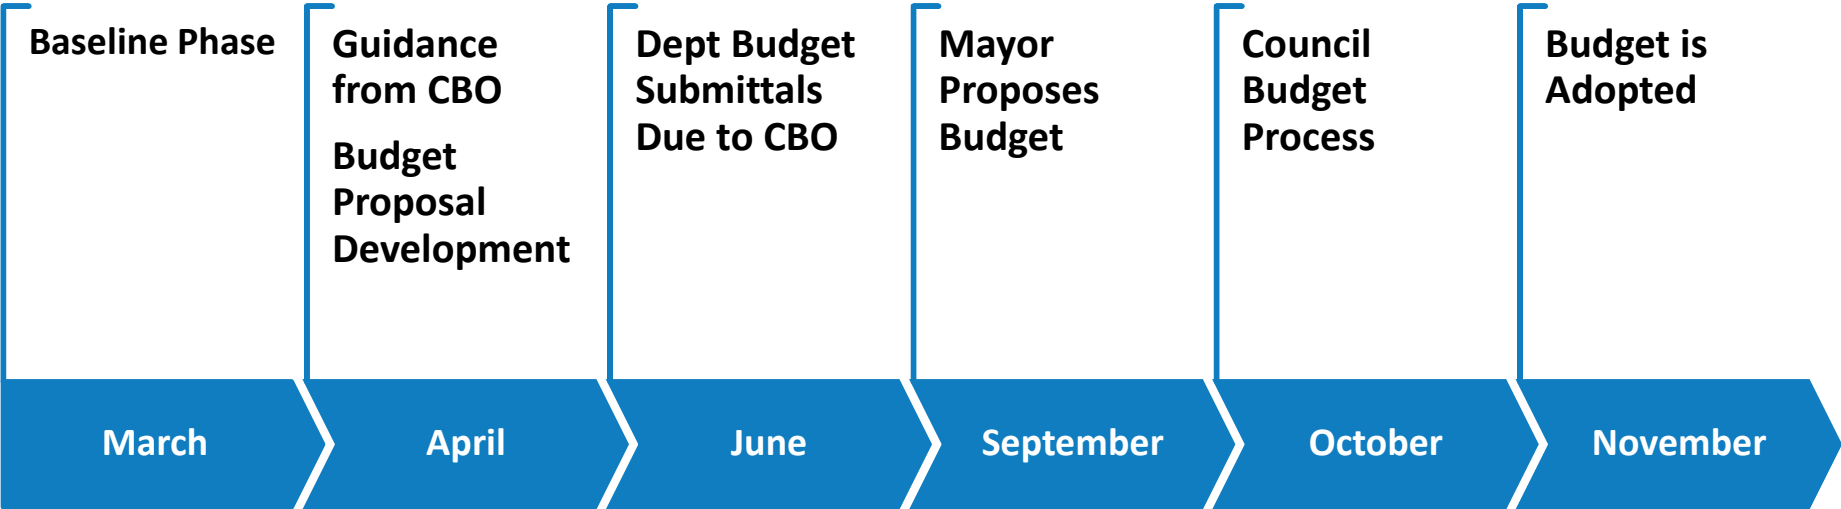 Baseline Phase
Guidance
from CBO
Budget
Proposal
Development
Dept Budget
Submittals
Due to CBO
Mayor
Proposes
Budget
Council
Budget
Process
Budget is
Adopted
March
April
June
September
October
November